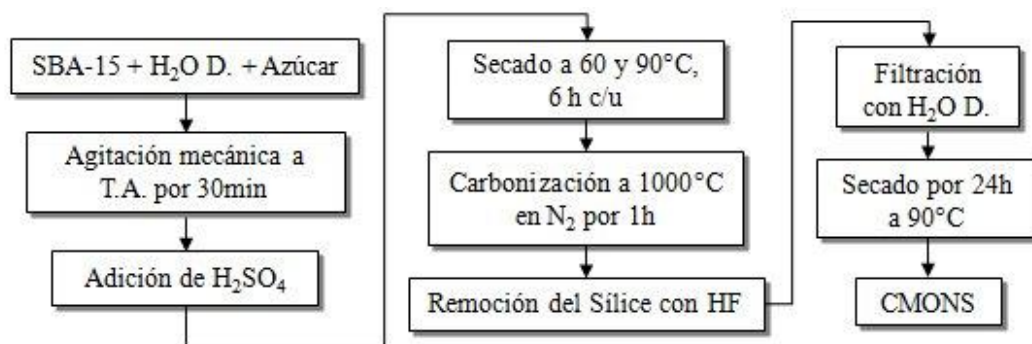 SBA-15 + H₂O D. + Azúcar
Agitación mecánica a
T.A. por 30min
Adición de H₂SO₄
Secado a 60 y 90°C,
6 h c/u
Carbonización a 1000°C
en N₂ por 1h
Remoción del Sílice con HF
Filtración
con H₂O D.
Secado por 24h
a 90°C
CMONS